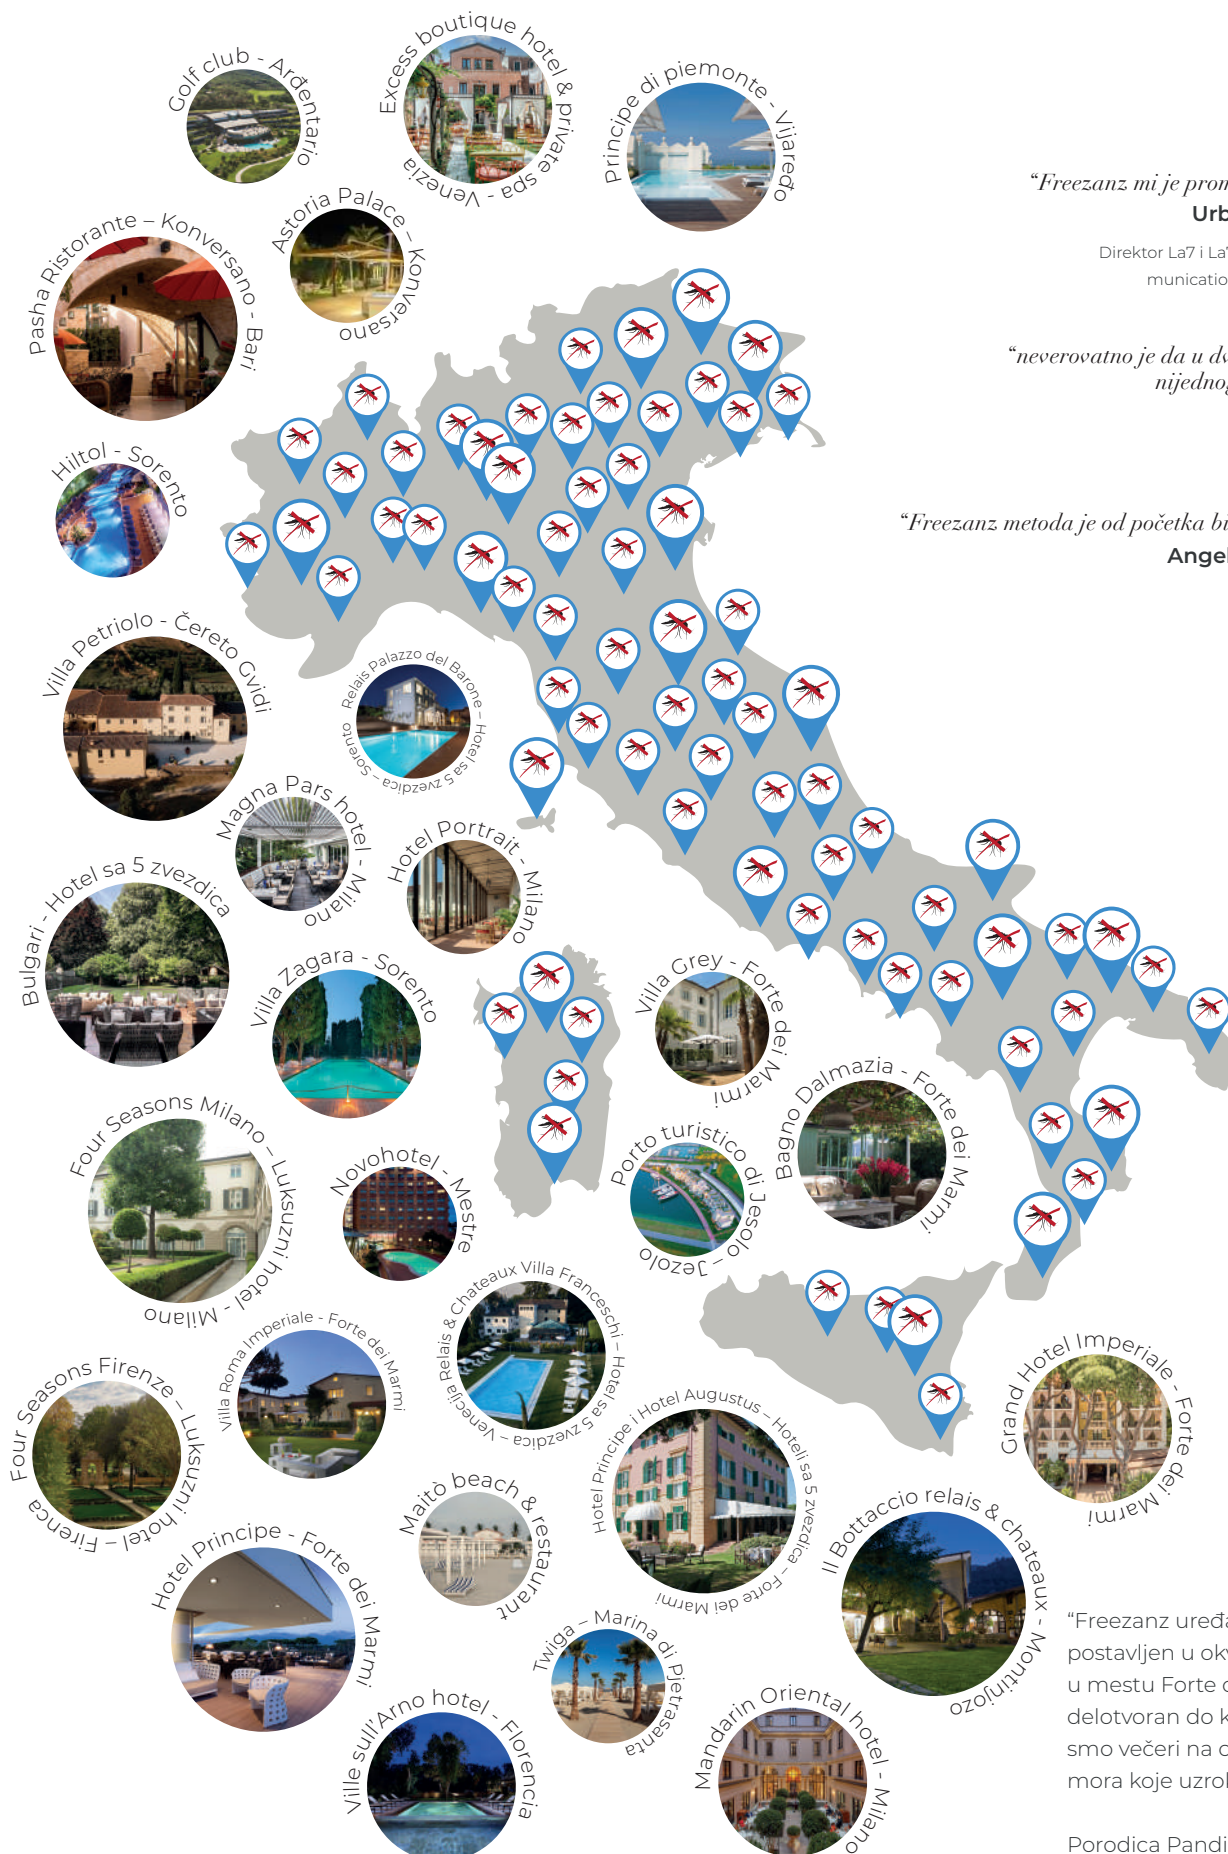 Golf club - Arđentario
Excess boutique hotel & private spa - Venezia
Principe di piemonte - Vijaređo
Pasha Ristorante – Konversano - Bari
Astoria Palace – Konversano
Hiltol - Sorento
Villa Petriolo - Čereto Gvidi
Relais Palazzo del Barone – Hotel sa 5 zvezdica – Sorento
Magna Pars hotel - Milano
Hotel Portrait - Milano
Bulgari - Hotel sa 5 zvezdica
Villa Zagara - Sorento
Villa Grey - Forte dei Marmi
Bagno Dalmazia - Forte dei Marmi
Four Seasons Milano – Luksuzni hotel - Milano
Novohotel - Mestre
Porto turistico di Jesolo – Jezolo
Villa Roma Imperiale - Forte dei Marmi
Venecija Relais & Chateaux Villa Franceschi – Hotel sa 5 zvezdica –
Four Seasons Firenze – Luksuzni hotel – Firenca
Hotel Principe i Hotel Augustus – Hoteli sa 5 zvezdica – Forte dei Marmi
Grand Hotel Imperiale - Forte dei Marmi
Maitò beach & restaurant
Il Bottaccio relais & chateaux - Montinjozo
Hotel Principe - Forte dei Marmi
Twiga – Marina di Pjetrasanta
Ville sull'Arno hotel - Florencia
Mandarin Oriental hotel - Milano
“Freezanz mi je pron
Urb
Direktor La7 i La7
municatio
“neverovatno je da u dv
nijednog
“Freezanz metoda je od početka bi
Angel
“Freezanz uređa
postavljen u okv
u mestu Forte d
delotvoran do k
smo večeri na o
mora koje uzrok
Porodica Pandi